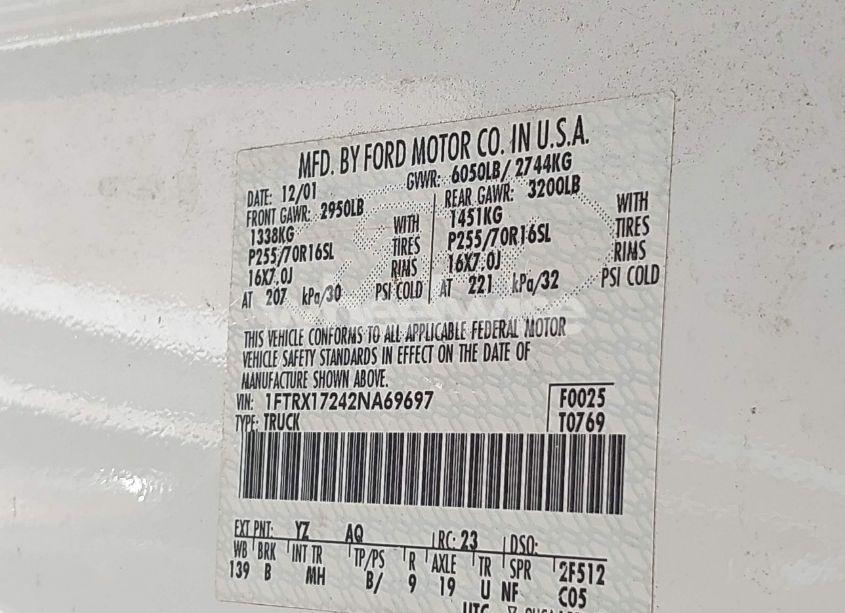 MFD. BY FORD MOTOR CO. IN U.S.A.
DATE: 12/01 GVWR: 6050LB/ 2744KG
FRONT GAWR: 2950LB REAR GAWR: 3200LB
1338KG WITH 1451KG WITH
P255/70R16SL TIRES P255/70R16SL TIRES
16X7.0J RIMS 16X7.0J RIMS
AT 207 kPa/30 PSI COLD AT 221 kPa/32 PSI COLD
THIS VEHICLE CONFORMS TO ALL APPLICABLE FEDERAL MOTOR
VEHICLE SAFETY STANDARDS IN EFFECT ON THE DATE OF
MANUFACTURE SHOWN ABOVE.
VIN: 1FTRX17242NA69697 F0025
TYPE: TRUCK T0769
EXT PNT: YZ AQ RC: 23 DSO:
WB BRK INT TR TP/PS R AXLE TR SPR 2F512
139 B MH B/ 9 19 U NF C05
UTC